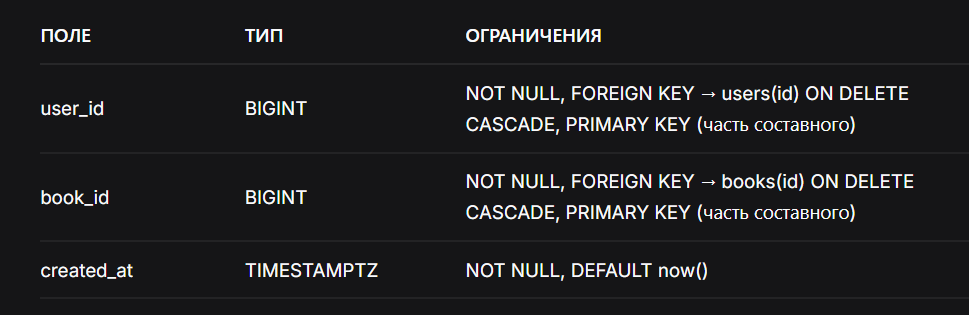 ПОЛЕ ТИП ОГРАНИЧЕНИЯ
user_id BIGINT NOT NULL, FOREIGN KEY → users(id) ON DELETE
CASCADE, PRIMARY KEY (часть составного)
book_id BIGINT NOT NULL, FOREIGN KEY → books(id) ON DELETE
CASCADE, PRIMARY KEY (часть составного)
created_at TIMESTAMPTZ NOT NULL, DEFAULT now()